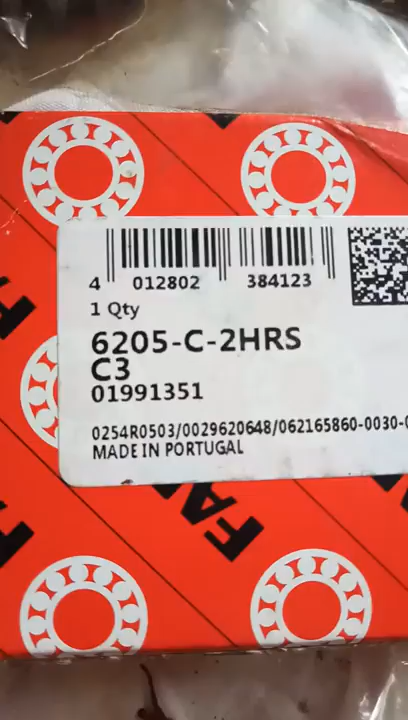 4 012802 384123
1 Qty
6205-C-2HRS
C3
01991351
0254R0503/0029620648/062165860-0030-0
MADE IN PORTUGAL